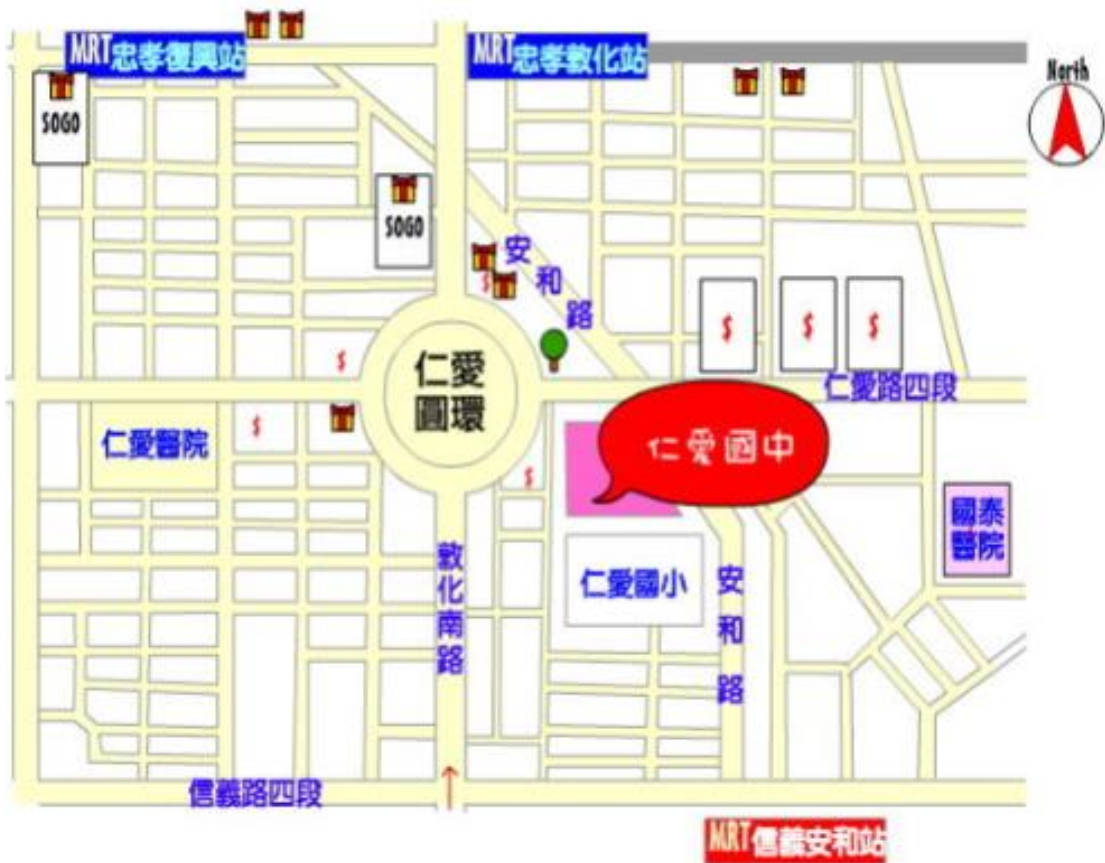 MRT忠孝復興站
MRT忠孝敦化站
North
SOGO
SOGO
安和路
$
$
$
$
仁愛
圓環
$
仁愛路四段
仁愛醫院
$
仁愛國中
$
國泰
醫院
敦化南路
仁愛國小
安和路
信義路四段
MRT信義安和站